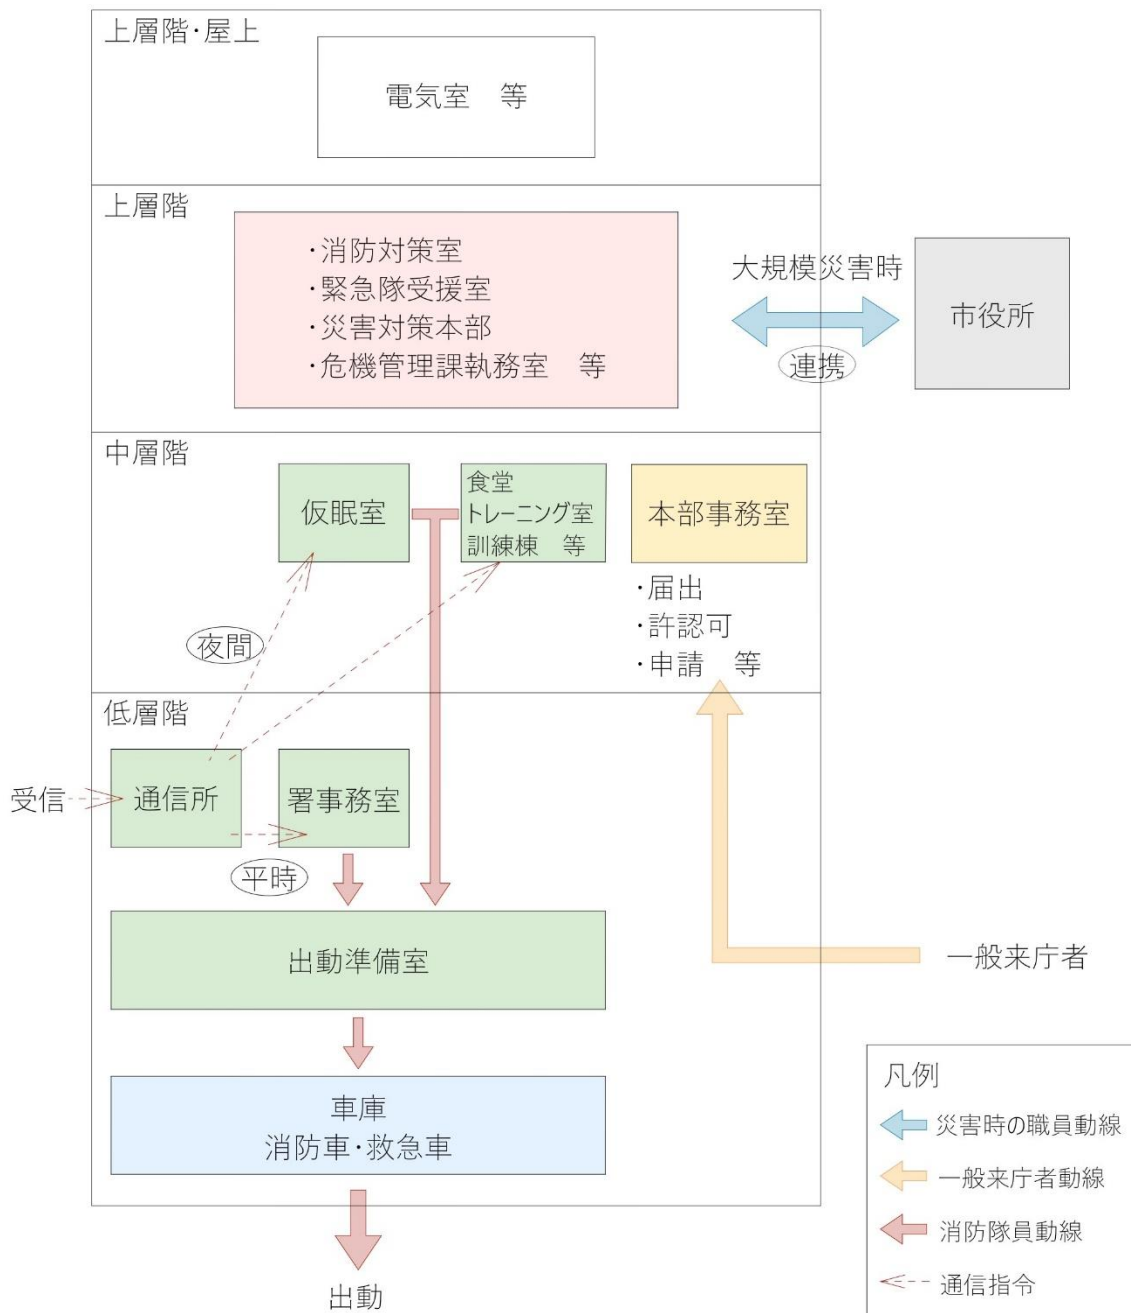 上層階・屋上
電気室　等
上層階
・消防対策室
・緊急隊受援室
・災害対策本部
・危機管理課執務室　等
大規模災害時
連携
市役所
中層階
仮眠室
食堂
トレーニング室
訓練棟　等
本部事務室
・届出
・許認可
・申請　等
夜間
低層階
受信
通信所
署事務室
平時
出動準備室
一般来庁者
車庫
消防車・救急車
出動
凡例
災害時の職員動線
一般来庁者動線
消防隊員動線
通信指令